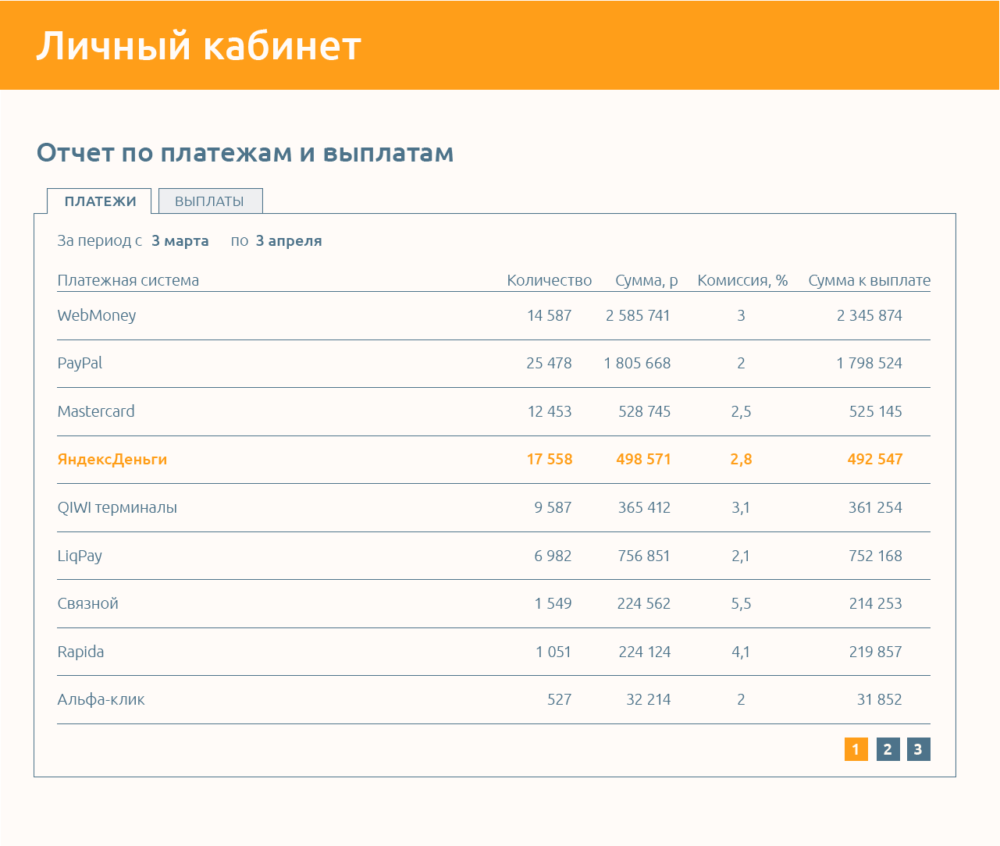 Личный кабинет
Отчет по платежам и выплатам
ПЛАТЕЖИ ВЫПЛАТЫ
За период с 3 марта по 3 апреля
Платежная система Количество Сумма, р Комиссия, % Сумма к выплате
WebMoney 14 587 2 585 741 3 2 345 874
PayPal 25 478 1 805 668 2 1 798 524
Mastercard 12 453 528 745 2,5 525 145
ЯндексДеньги 17 558 498 571 2,8 492 547
QIWI терминалы 9 587 365 412 3,1 361 254
LiqPay 6 982 756 851 2,1 752 168
Связной 1 549 224 562 5,5 214 253
Rapida 1 051 224 124 4,1 219 857
Альфа-клик 527 32 214 2 31 852
1 2 3